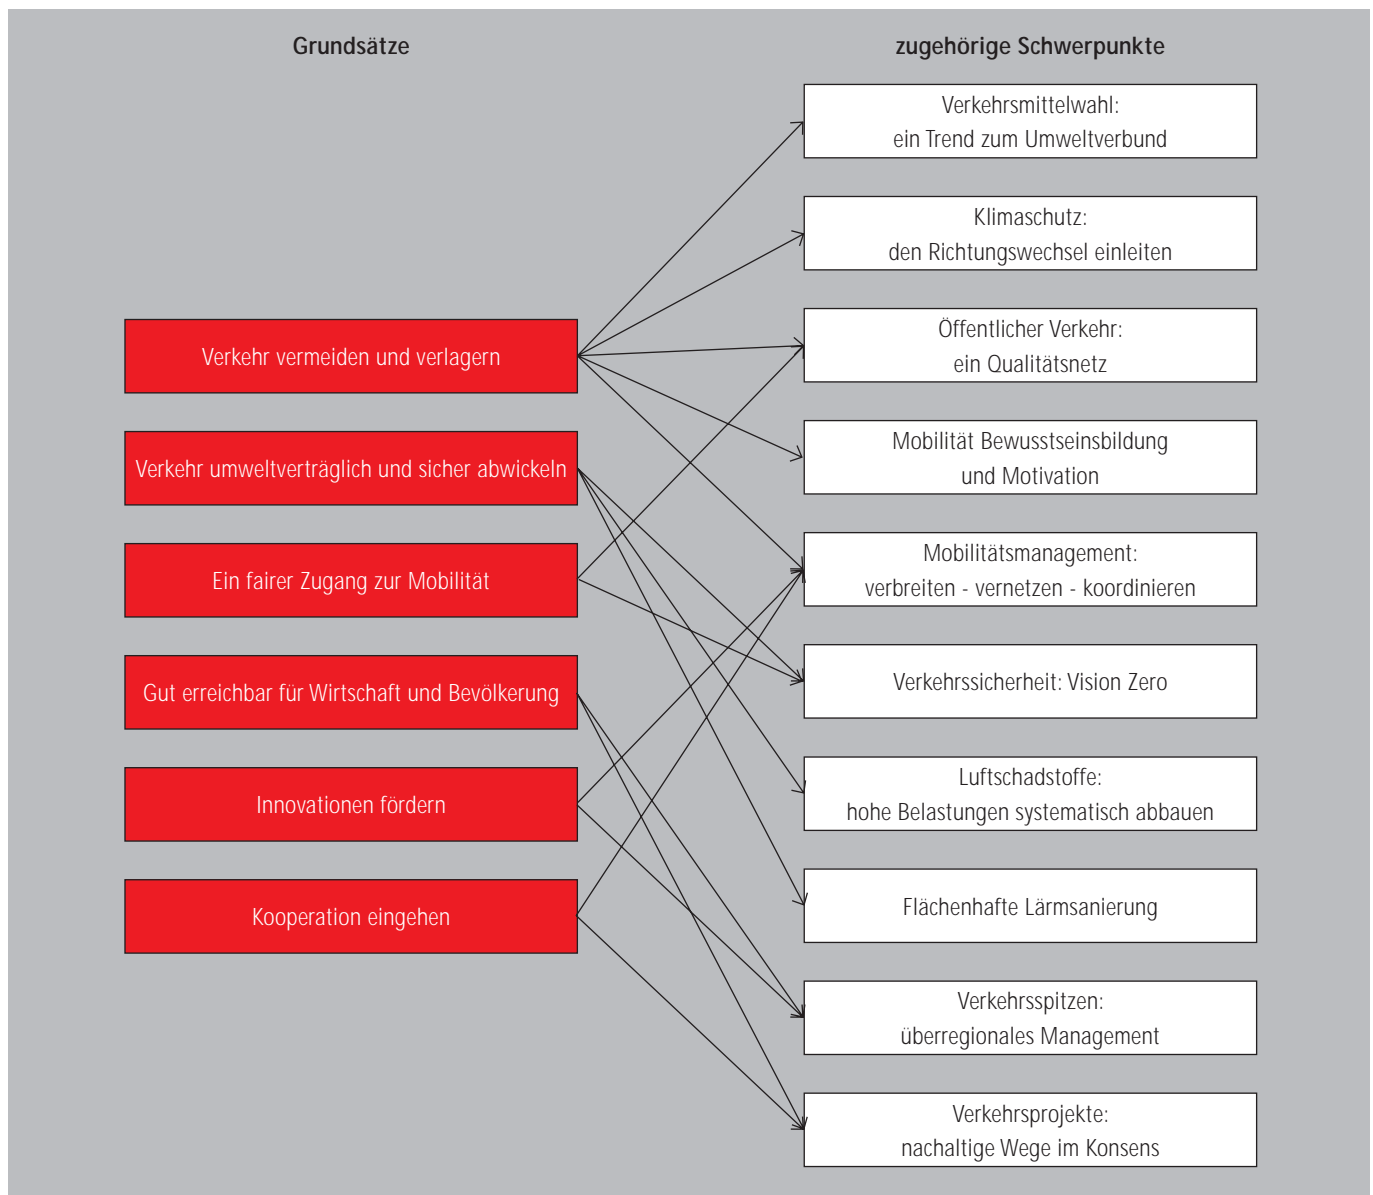 Grundsätze
zugehörige Schwerpunkte
Verkehr vermeiden und verlagern
Verkehr umweltverträglich und sicher abwickeln
Ein fairer Zugang zur Mobilität
Gut erreichbar für Wirtschaft und Bevölkerung
Innovationen fördern
Kooperation eingehen
Verkehrsmittelwahl:
ein Trend zum Umweltverbund
Klimaschutz:
den Richtungswechsel einleiten
Öffentlicher Verkehr:
ein Qualitätsnetz
Mobilität Bewusstseinsbildung
und Motivation
Mobilitätsmanagement:
verbreiten - vernetzen - koordinieren
Verkehrssicherheit: Vision Zero
Luftschadstoffe:
hohe Belastungen systematisch abbauen
Flächenhafte Lärmsanierung
Verkehrsspitzen:
überregionales Management
Verkehrsprojekte:
nachaltige Wege im Konsens